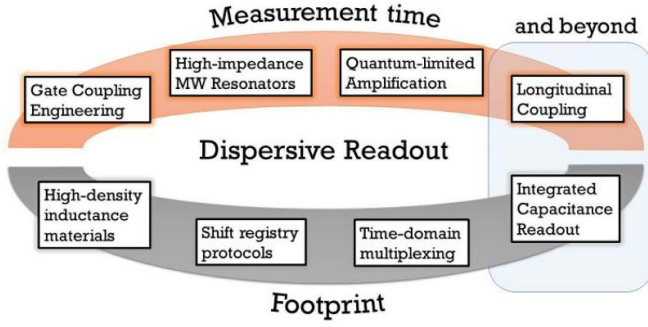 Measurement time
and beyond
Gate Coupling
Engineering
High-impedance
MW Resonators
Quantum-limited
Amplification
Longitudinal
Coupling
Dispersive Readout
High-density
inductance
materials
Shift registry
protocols
Time-domain
multiplexing
Integrated
Capacitance
Readout
Footprint